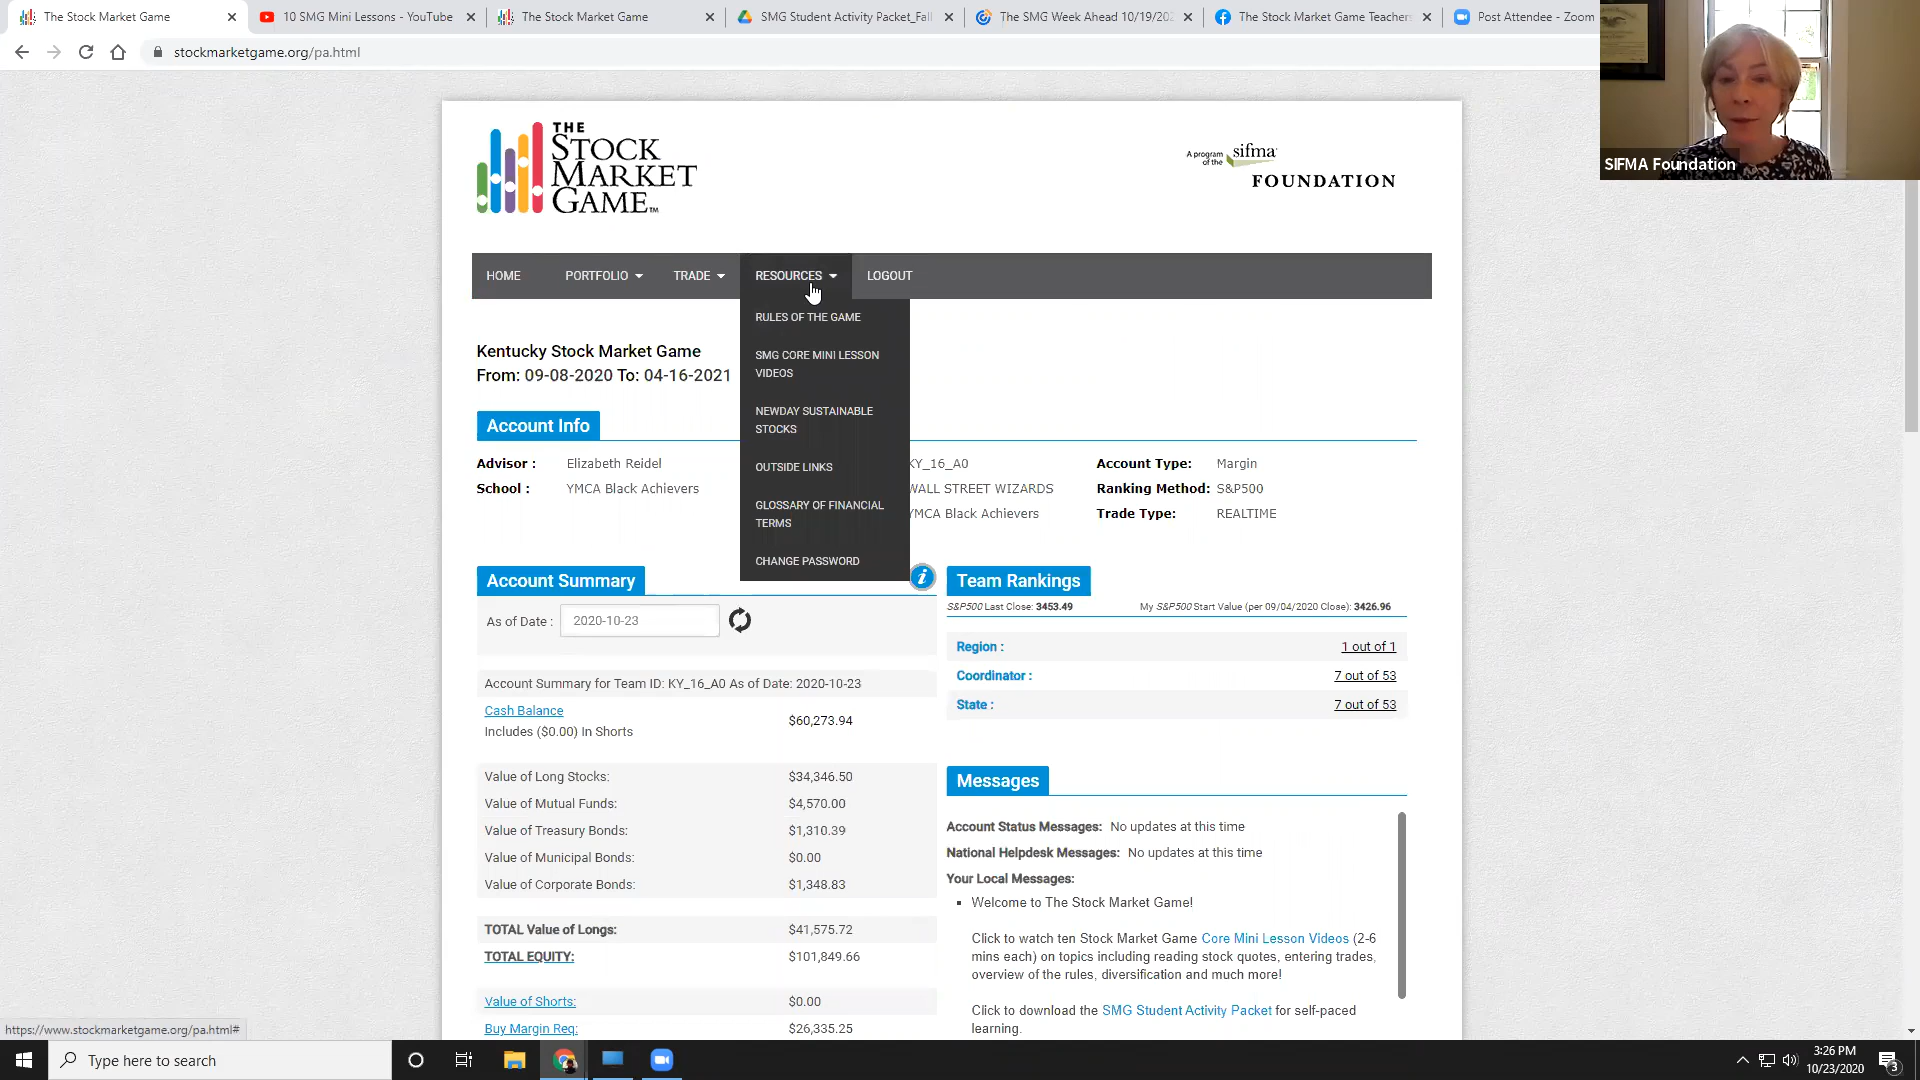 The Stock Market Game
10 SMG Mini Lessons - YouTube
The Stock Market Game
SMG Student Activity Packet_Fall
The SMG Week Ahead 10/19/202
The Stock Market Game Teachers
Post Attendee - Zoom
stockmarketgame.org/pa.html
SIFMA Foundation
THE
STOCK
MARKET
GAME™
A program
of the
sifma
FOUNDATION
HOME
PORTFOLIO
TRADE
RESOURCES
LOGOUT
RULES OF THE GAME
SMG CORE MINI LESSON
VIDEOS
NEWDAY SUSTAINABLE
STOCKS
OUTSIDE LINKS
GLOSSARY OF FINANCIAL
TERMS
CHANGE PASSWORD
Kentucky Stock Market Game
From: 09-08-2020 To: 04-16-2021
Account Info
Advisor : Elizabeth Reidel
School : YMCA Black Achievers
KY_16_A0
WALL STREET WIZARDS
YMCA Black Achievers
Account Type: Margin
Ranking Method: S&P500
Trade Type: REALTIME
Account Summary
i
As of Date : 2020-10-23
Account Summary for Team ID: KY_16_A0 As of Date: 2020-10-23
Cash Balance
Includes ($0.00) In Shorts
$60,273.94
Value of Long Stocks: $34,346.50
Value of Mutual Funds: $4,570.00
Value of Treasury Bonds: $1,310.39
Value of Municipal Bonds: $0.00
Value of Corporate Bonds: $1,348.83
TOTAL Value of Longs: $41,575.72
TOTAL EQUITY: $101,849.66
Value of Shorts: $0.00
Buy Margin Req: $26,335.25
Team Rankings
S&P500 Last Close: 3453.49
My S&P500 Start Value (per 09/04/2020 Close): 3426.96
Region : 1 out of 1
Coordinator : 7 out of 53
State : 7 out of 53
Messages
Account Status Messages: No updates at this time
National Helpdesk Messages: No updates at this time
Your Local Messages:
▪ Welcome to The Stock Market Game!
Click to watch ten Stock Market Game Core Mini Lesson Videos (2-6
mins each) on topics including reading stock quotes, entering trades,
overview of the rules, diversification and much more!
Click to download the SMG Student Activity Packet for self-paced
learning.
https://www.stockmarketgame.org/pa.html#
Type here to search
3:26 PM
10/23/2020
3